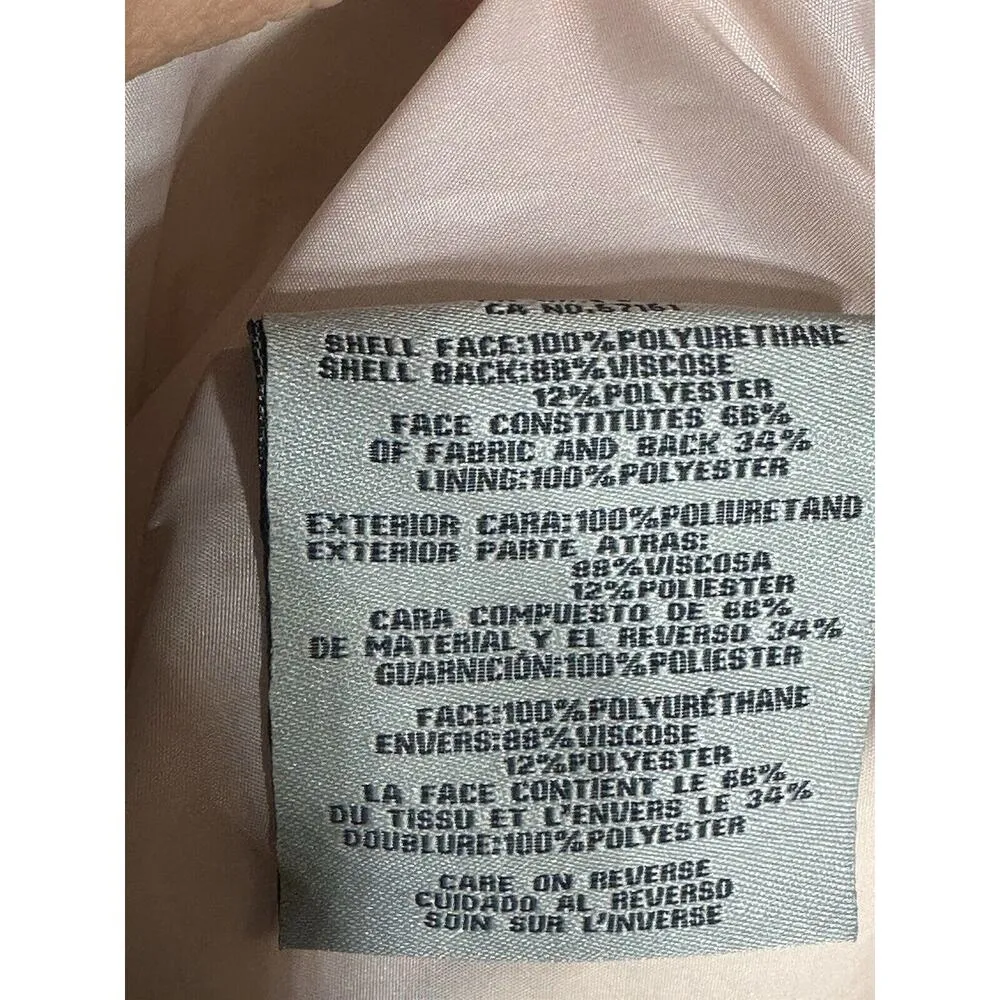 CA NO.57161
SHELL FACE:100%POLYURETHANE
SHELL BACK:88%VISCOSE
12%POLYESTER
FACE CONSTITUTES 66%
OF FABRIC AND BACK 34%
LINING:100%POLYESTER
EXTERIOR CARA:100%POLIURETANO
EXTERIOR PARTE ATRAS:
88%VISCOSA
12%POLIESTER
CARA COMPUESTO DE 66%
DE MATERIAL Y EL REVERSO 34%
GUARNICIÓN:100%POLIESTER
FACE:100%POLYURÉTHANE
ENVERS:88%VISCOSE
12%POLYESTER
LA FACE CONTIENT LE 66%
DU TISSU ET L'ENVERS LE 34%
DOUBLURE:100%POLYESTER
CARE ON REVERSE
CUIDADO AL REVERSO
SOIN SUR L'INVERSE